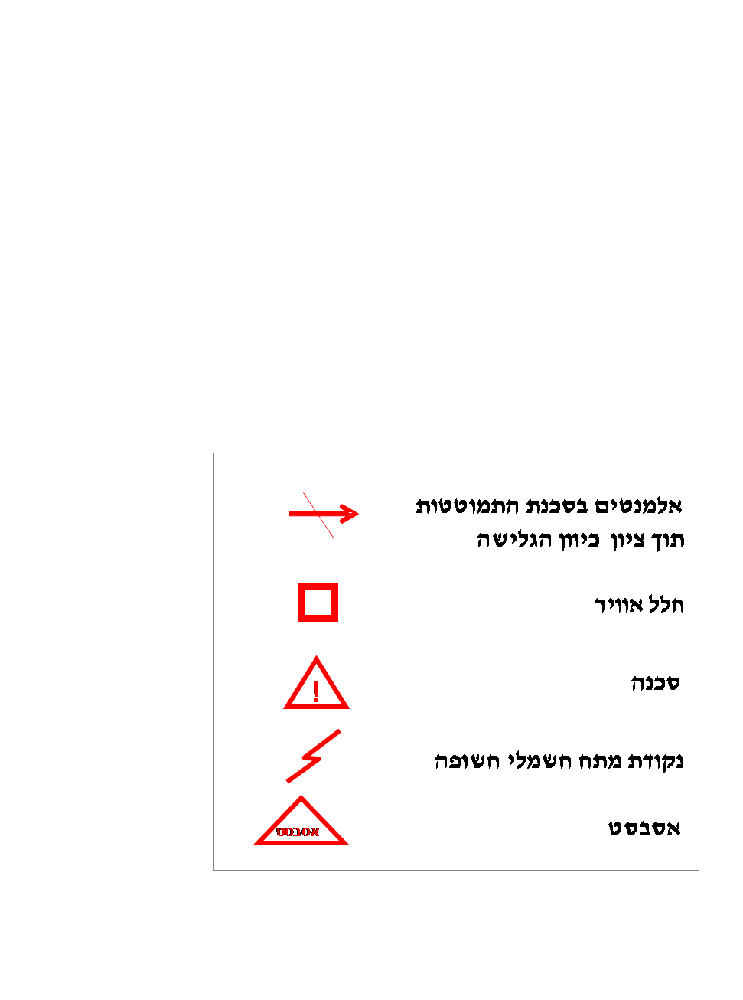 אלמנטים בסכנת התמוטטות
תוך ציון כיוון הגלישה
חלל אוויר
!
סכנה
נקודת מתח חשמלי חשופה
אסבסט
אסבסט